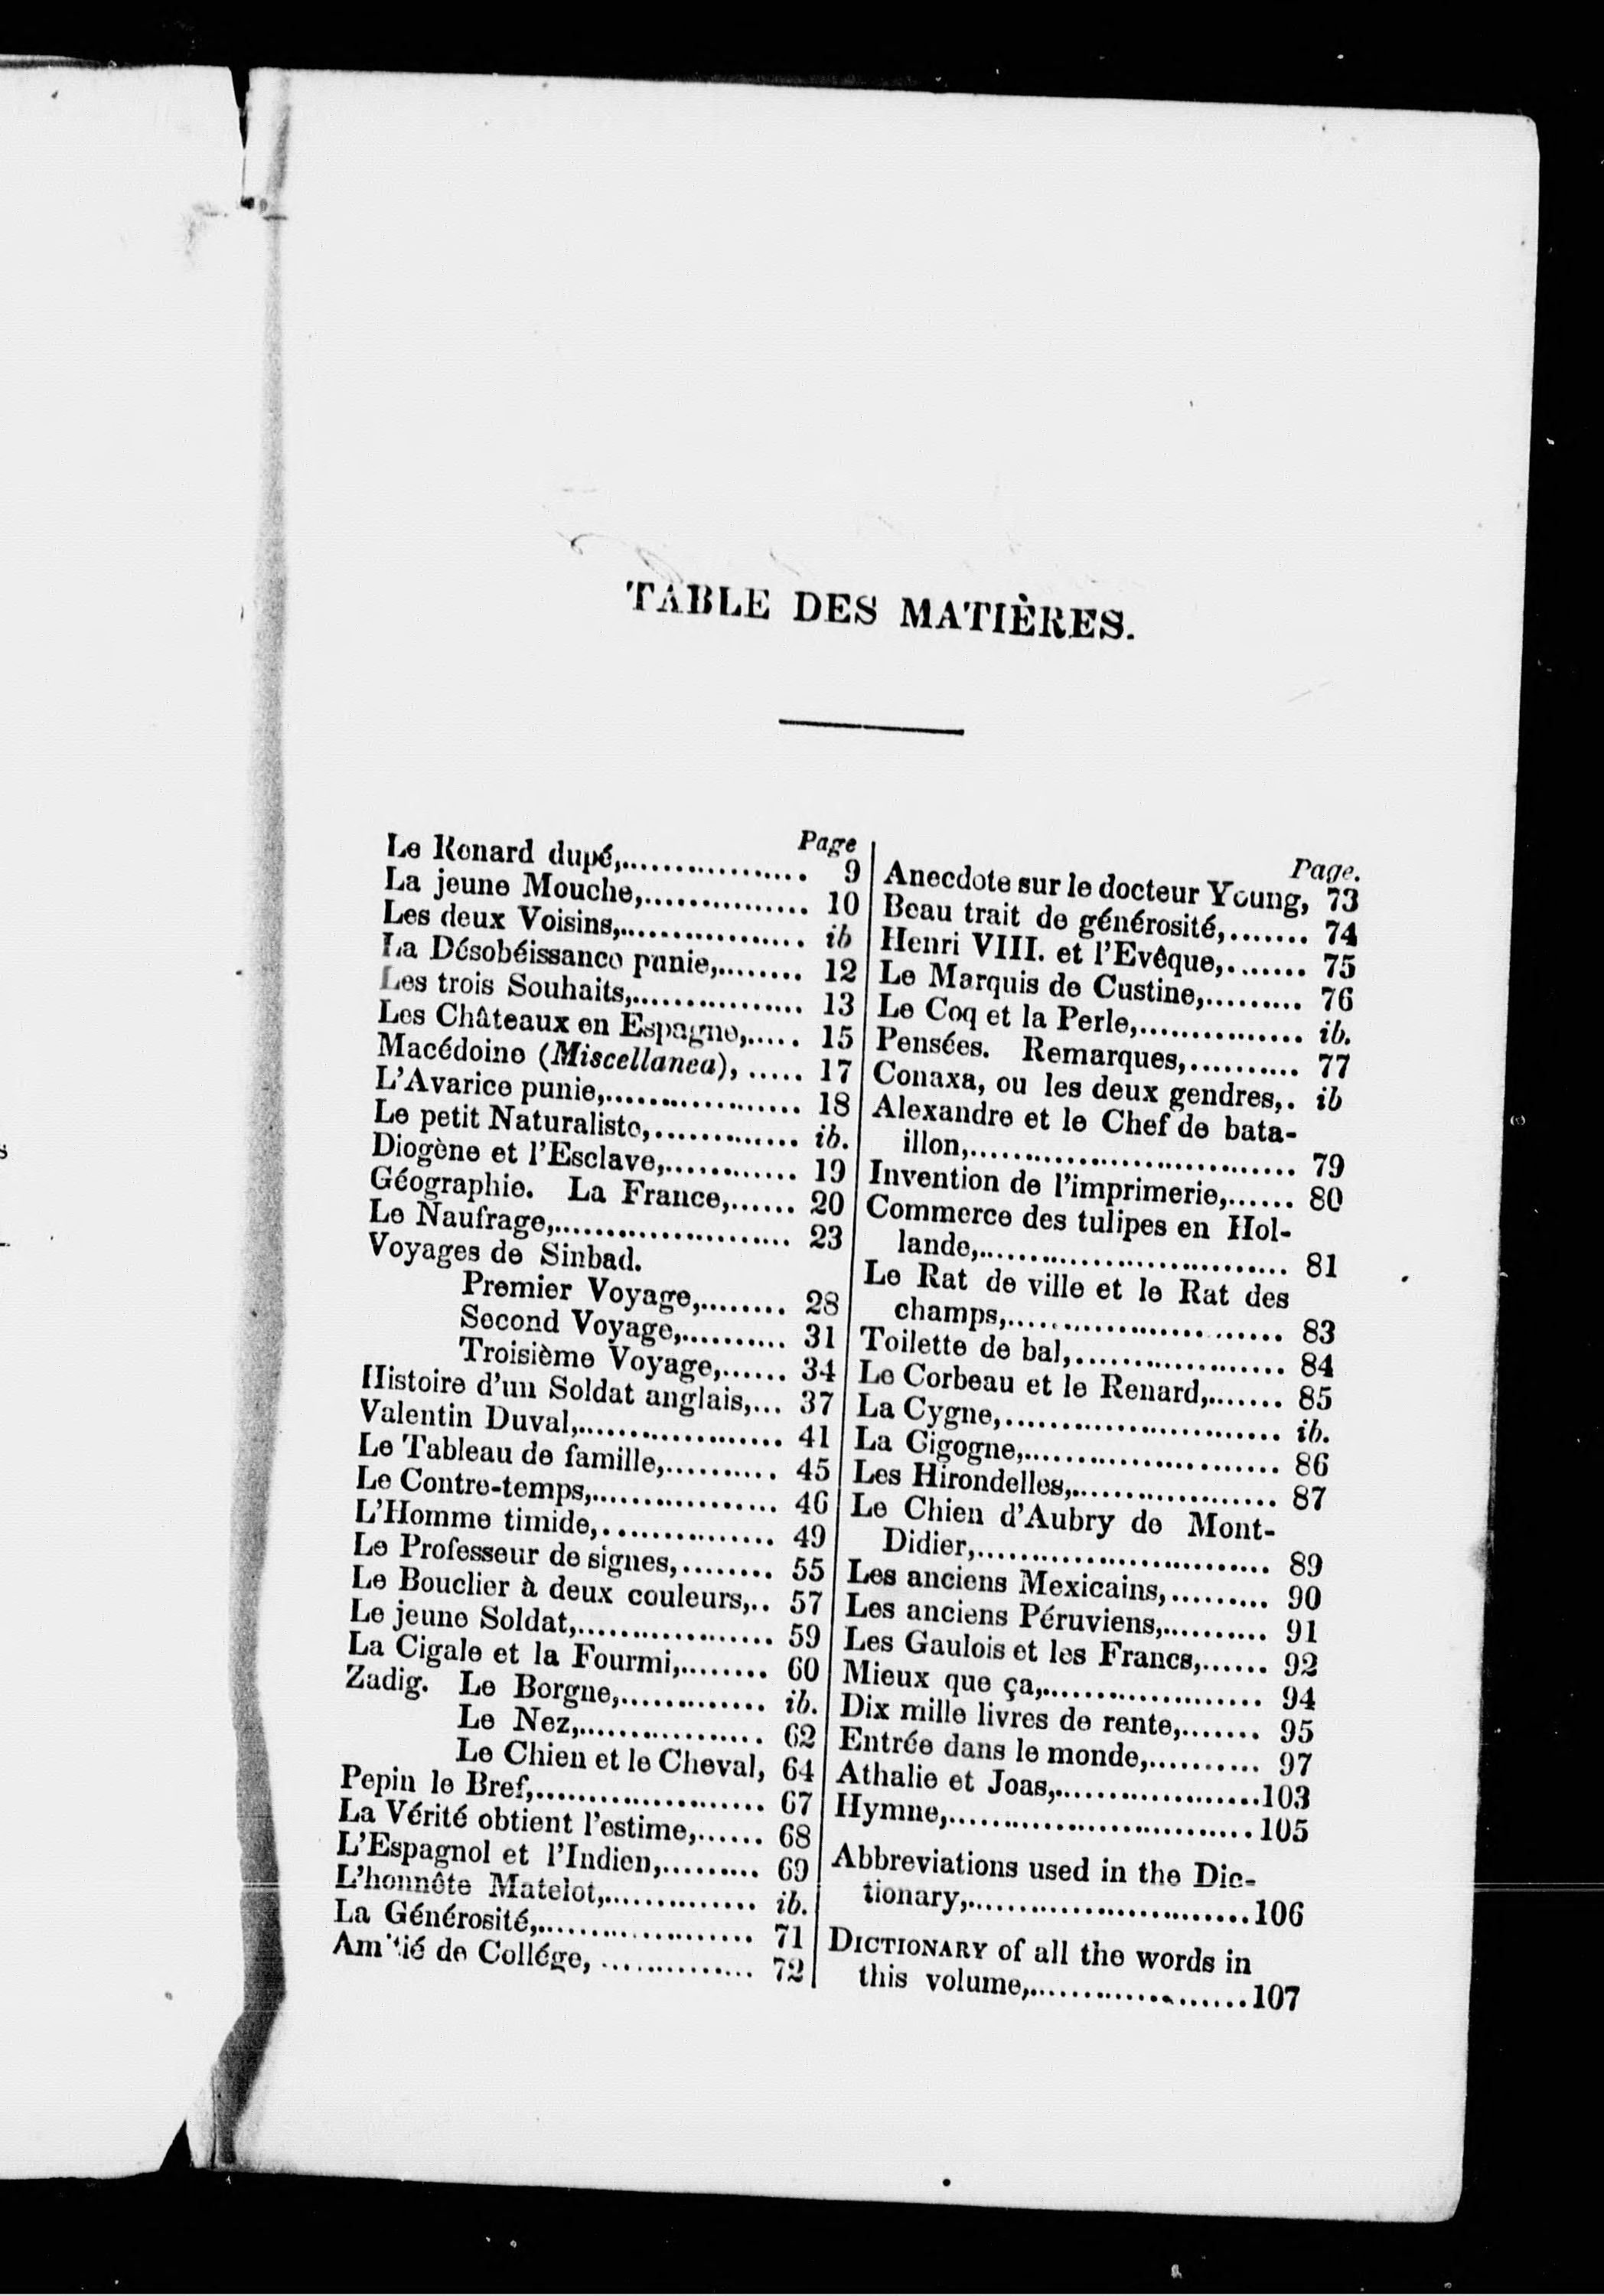 TABLE DES MATIÈRES.
Page
Le Renard dupé,.................. 9
La jeune Mouche,............... 10
Les deux Voisins,................. ib
La Désobéissance punie,........ 12
Les trois Souhaits,................ 13
Les Châteaux en Espagne,..... 15
Macédoine (Miscellanea), ..... 17
L'Avarice punie,.................. 18
Le petit Naturaliste,............. ib.
Diogène et l'Esclave,............ 19
Géographie. La France,...... 20
Le Naufrage,...................... 23
Voyages de Sinbad.
Premier Voyage,........ 28
Second Voyage,.......... 31
Troisième Voyage,...... 34
Histoire d'un Soldat anglais,... 37
Valentin Duval,................... 41
Le Tableau de famille,.......... 45
Le Contre-temps,................. 46
L'Homme timide,................ 49
Le Professeur de signes,........ 55
Le Bouclier à deux couleurs,.. 57
Le jeune Soldat,.................. 59
La Cigale et la Fourmi,........ 60
Zadig. Le Borgne,............. ib.
Le Nez,................. 62
Le Chien et le Cheval, 64
Pepin le Bref,..................... 67
La Vérité obtient l'estime,...... 68
L'Espagnol et l'Indien,......... 69
L'honnête Matelot,.............. ib.
La Générosité,.................... 71
Amitié de Collége, .............. 72
Page.
Anecdote sur le docteur Young, 73
Beau trait de générosité,....... 74
Henri VIII. et l'Evêque,....... 75
Le Marquis de Custine,......... 76
Le Coq et la Perle,............... ib.
Pensées. Remarques,........... 77
Conaxa, ou les deux gendres,. ib
Alexandre et le Chef de bata-
illon,............................... 79
Invention de l'imprimerie,...... 80
Commerce des tulipes en Hol-
lande,............................. 81
Le Rat de ville et le Rat des
champs,.......................... 83
Toilette de bal,.................... 84
Le Corbeau et le Renard,....... 85
La Cygne,.......................... ib.
La Gigogne,........................ 86
Les Hirondelles,................... 87
Le Chien d'Aubry de Mont-
Didier,............................ 89
Les anciens Mexicains,......... 90
Les anciens Péruviens,.......... 91
Les Gaulois et les Francs,...... 92
Mieux que ça,..................... 94
Dix mille livres de rente,....... 95
Entrée dans le monde,.......... 97
Athalie et Joas,...................103
Hymne,.............................105
Abbreviations used in the Dic-
tionary,...........................106
DICTIONARY of all the words in
this volume,.....................107